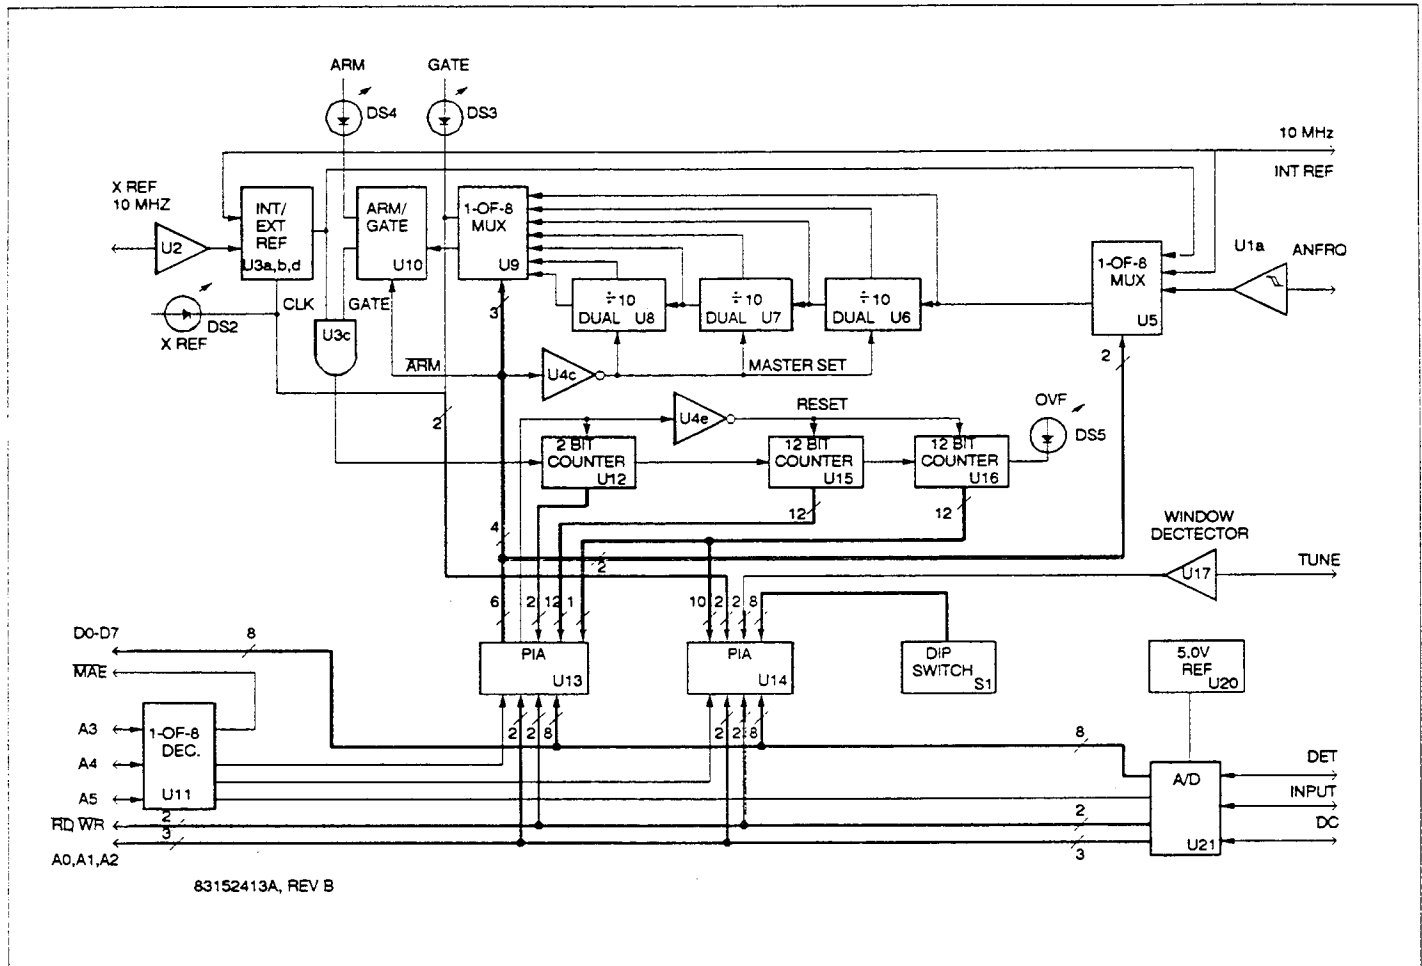 ARM
GATE
DS4
DS3
10 MHz
INT REF
X REF
10 MHZ
U2
INT/
EXT
REF
U3a,b,d
ARM/
GATE
U10
1-OF-8
MUX
U9
1-OF-8
MUX
U5
U1a
ANFRQ
÷10
DUAL U8
÷10
DUAL U7
÷10
DUAL U6
DS2
X REF
CLK
GATE
U3c
3
2
ARM
U4c
MASTER SET
2
U4e
RESET
OVF
DS5
2 BIT
COUNTER
U12
12 BIT
COUNTER
U15
12 BIT
COUNTER
U16
12
12
4
2
WINDOW
DECTECTOR
U17
TUNE
6
2
12
1
10
2
2
8
D0-D7
8
MAE
PIA
U13
PIA
U14
DIP
SWITCH
S1
5.0V
REF
U20
A3
A4
A5
1-OF-8
DEC.
U11
2
2
8
2
2
8
8
A/D
U21
DET
INPUT
DC
RD WR
2
2
3
3
A0,A1,A2
83152413A, REV B